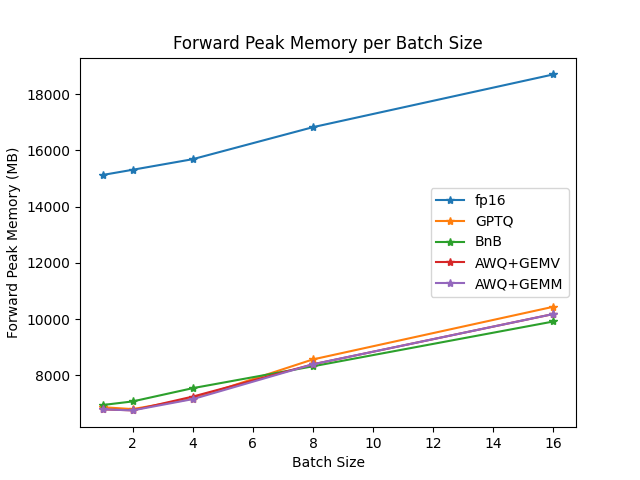 Forward Peak Memory per Batch Size
Forward Peak Memory (MB)
18000
16000
14000
12000
10000
8000
fp16
GPTQ
BnB
AWQ+GEMV
AWQ+GEMM
2 4 6 8 10 12 14 16
Batch Size